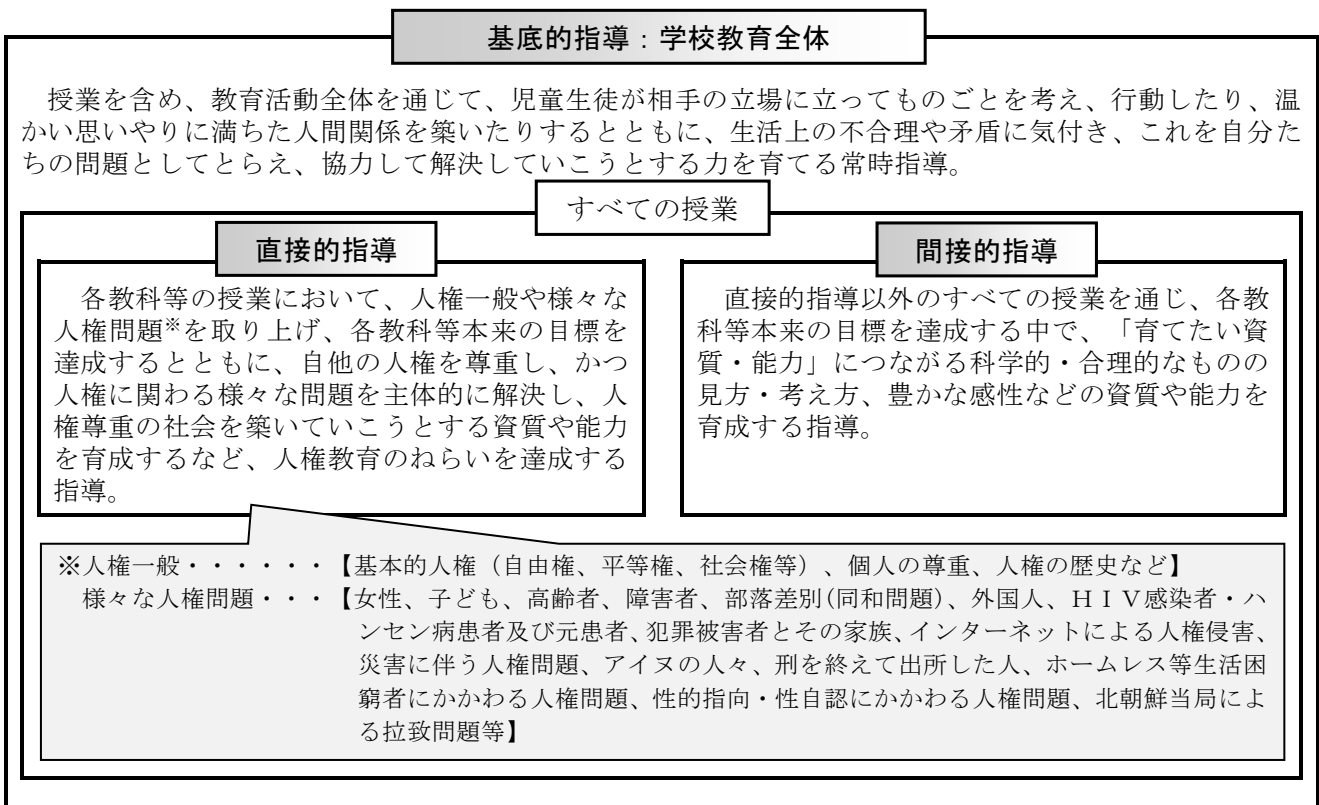 基底的指導：学校教育全体
授業を含め、教育活動全体を通じて、児童生徒が相手の立場に立ってものごとを考え、行動したり、温
かい思いやりに満ちた人間関係を築いたりするとともに、生活上の不合理や矛盾に気付き、これを自分た
ちの問題としてとらえ、協力して解決していこうとする力を育てる常時指導。
すべての授業
直接的指導
各教科等の授業において、人権一般や様々な
人権問題※を取り上げ、各教科等本来の目標を
達成するとともに、自他の人権を尊重し、かつ
人権に関わる様々な問題を主体的に解決し、人
権尊重の社会を築いていこうとする資質や能力
を育成するなど、人権教育のねらいを達成する
指導。
間接的指導
直接的指導以外のすべての授業を通じ、各教
科等本来の目標を達成する中で、「育てたい資
質・能力」につながる科学的・合理的なものの
見方・考え方、豊かな感性などの資質や能力を
育成する指導。
※人権一般・・・・・・【基本的人権（自由権、平等権、社会権等）、個人の尊重、人権の歴史など】
様々な人権問題・・・【女性、子ども、高齢者、障害者、部落差別(同和問題)、外国人、ＨＩＶ感染者・ハ
ンセン病患者及び元患者、犯罪被害者とその家族、インターネットによる人権侵害、
災害に伴う人権問題、アイヌの人々、刑を終えて出所した人、ホームレス等生活困
窮者にかかわる人権問題、性的指向・性自認にかかわる人権問題、北朝鮮当局によ
る拉致問題等】